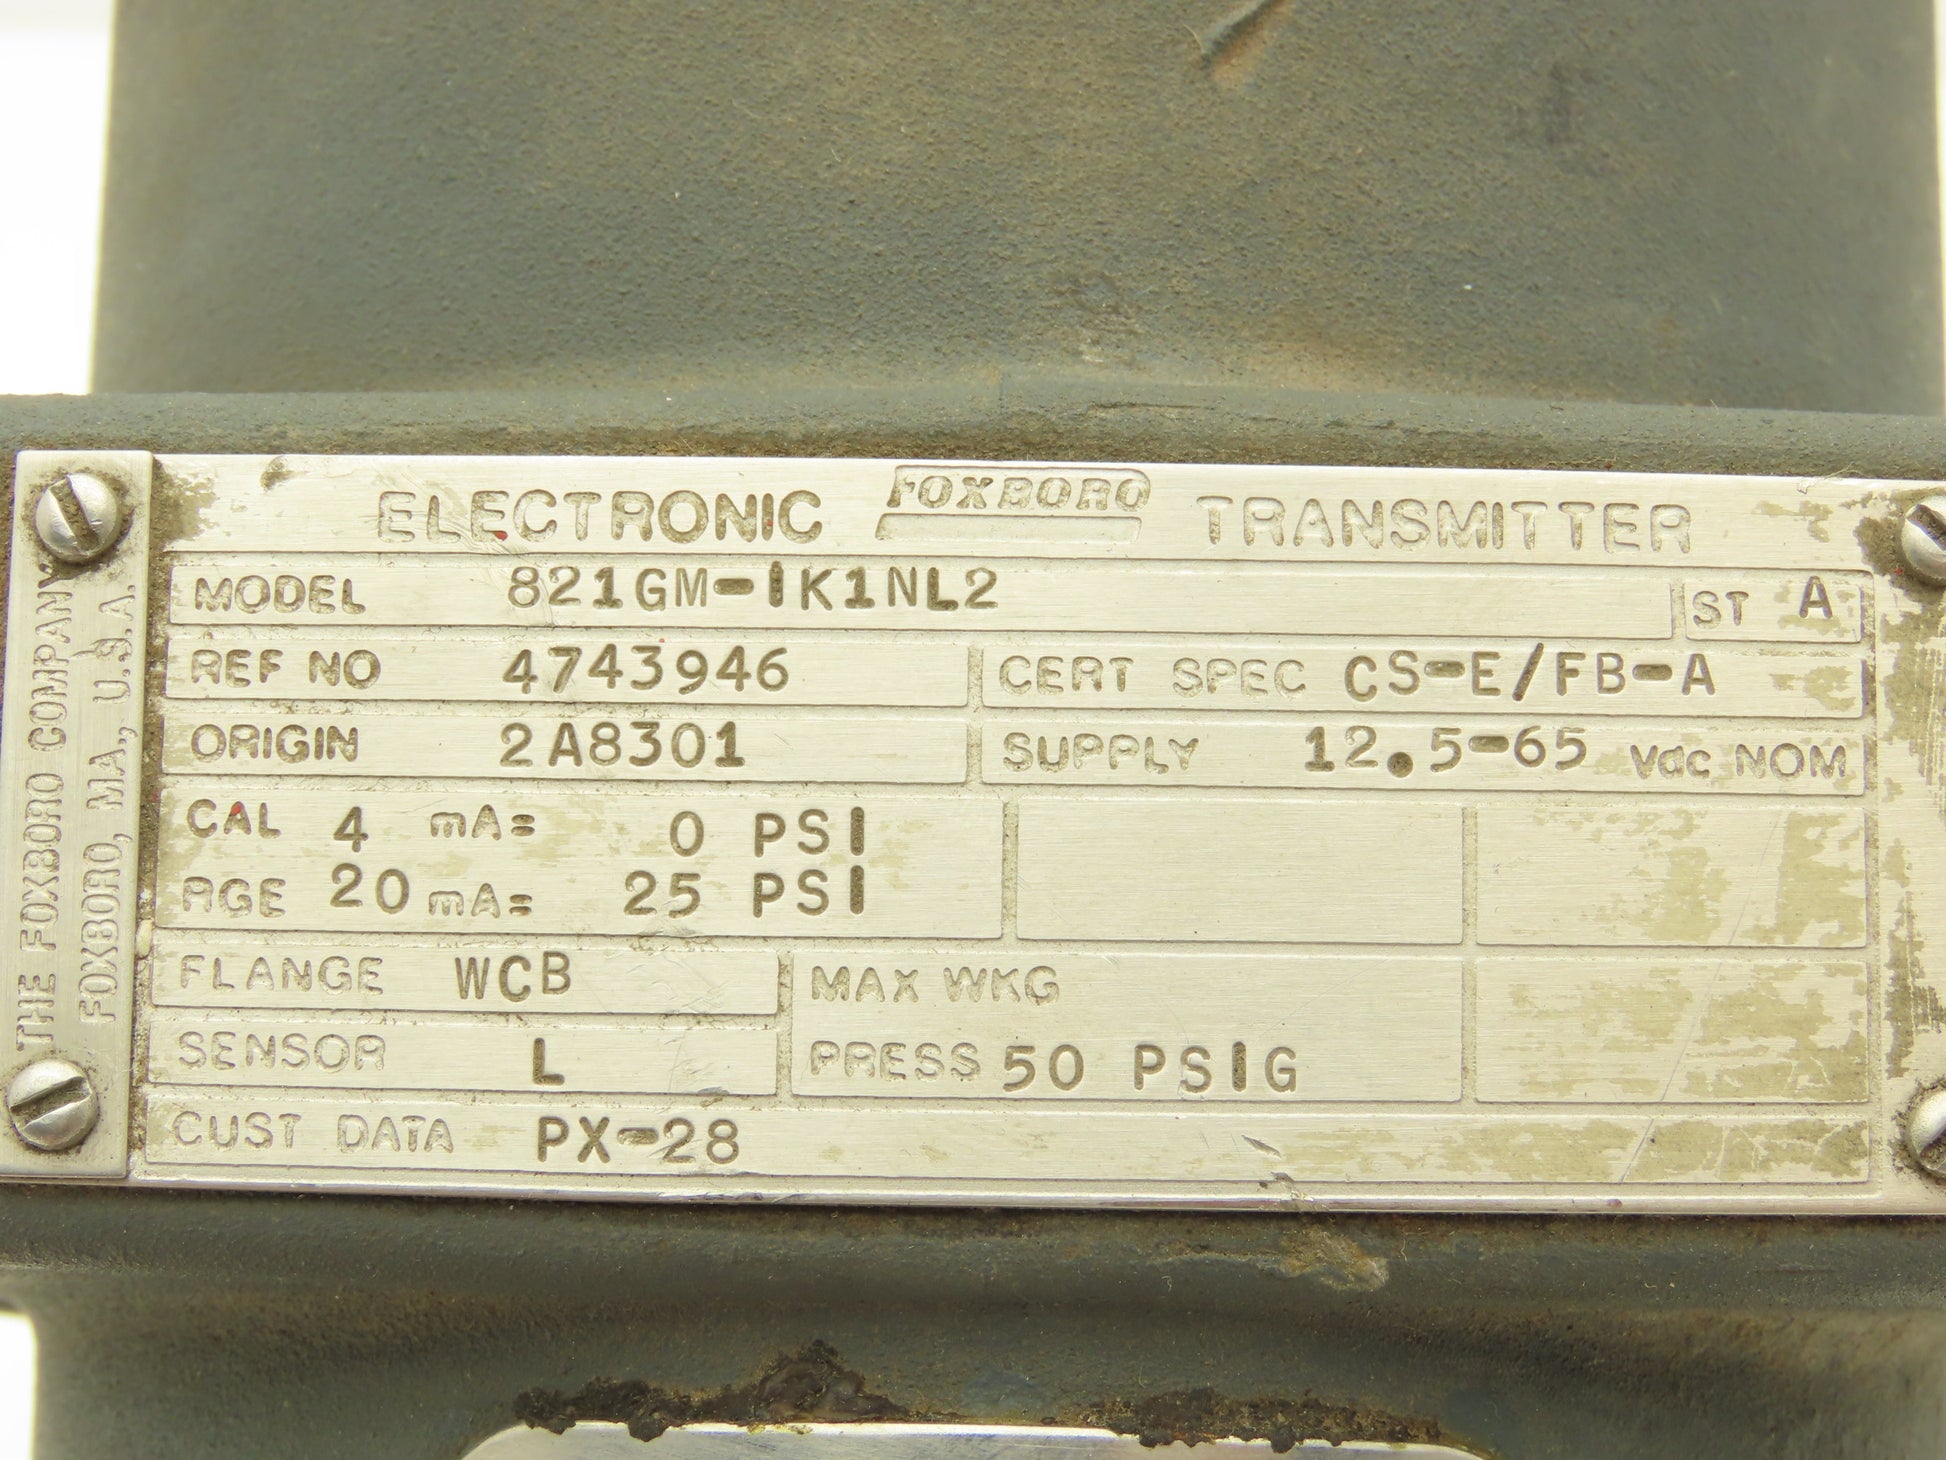 ELECTRONIC FOXBORO TRANSMITTER
MODEL 821GM-IK1NL2 ST A
REF NO 4743946 CERT SPEC CS-E/FB-A
ORIGIN 2A8301 SUPPLY 12.5-65 Vdc NOM
CAL 4 mA= 0 PSI
RGE 20 mA= 25 PSI
FLANGE WCB MAX WKG
SENSOR L PRESS 50 PSIG
CUST DATA PX-28
THE FOXBORO COMPANY
FOXBORO, MA., U.S.A.